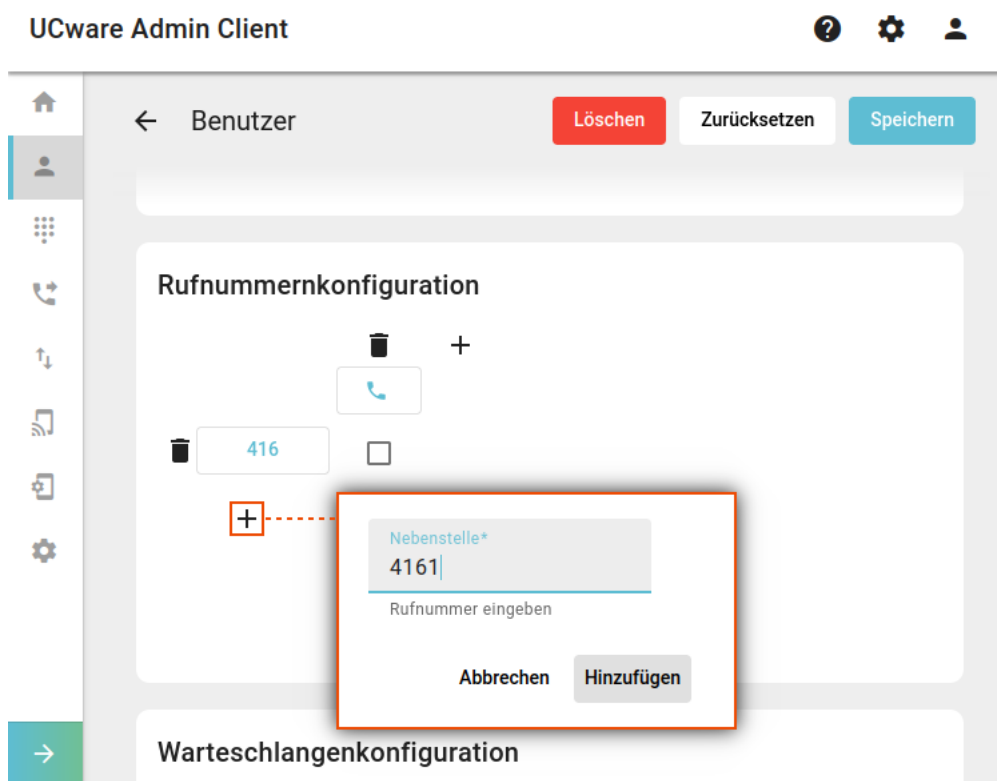 UCware Admin Client
Benutzer
Löschen
Zurücksetzen
Speichern
Rufnummernkonfiguration
416
Nebenstelle*
4161
Rufnummer eingeben
Abbrechen
Hinzufügen
Warteschlangenkonfiguration